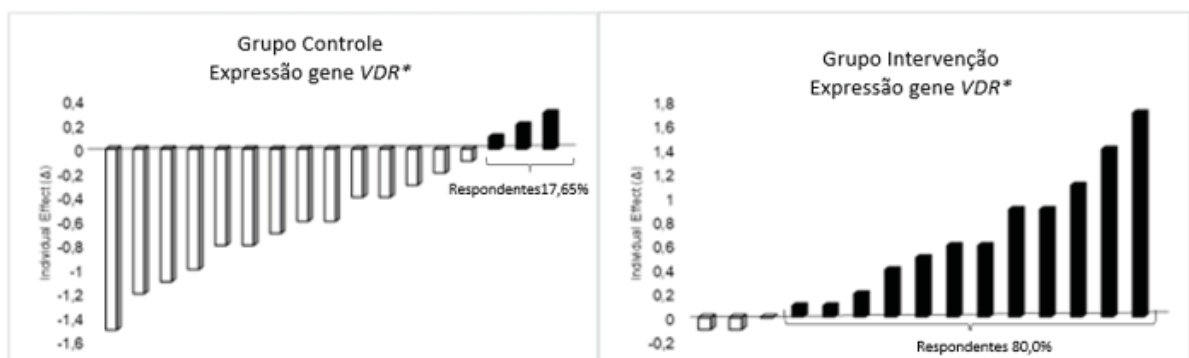 Grupo Controle
Expressão gene VDR*
Individual Effect (Δ)
0,4
0,2
0
-0,2
-0,4
-0,6
-0,8
-1
-1,2
-1,4
-1,6
Respondentes17,65%
Grupo Intervenção
Expressão gene VDR*
Individual Effect (Δ)
1,8
1,6
1,4
1,2
1
0,8
0,6
0,4
0,2
0
-0,2
Respondentes 80,0%